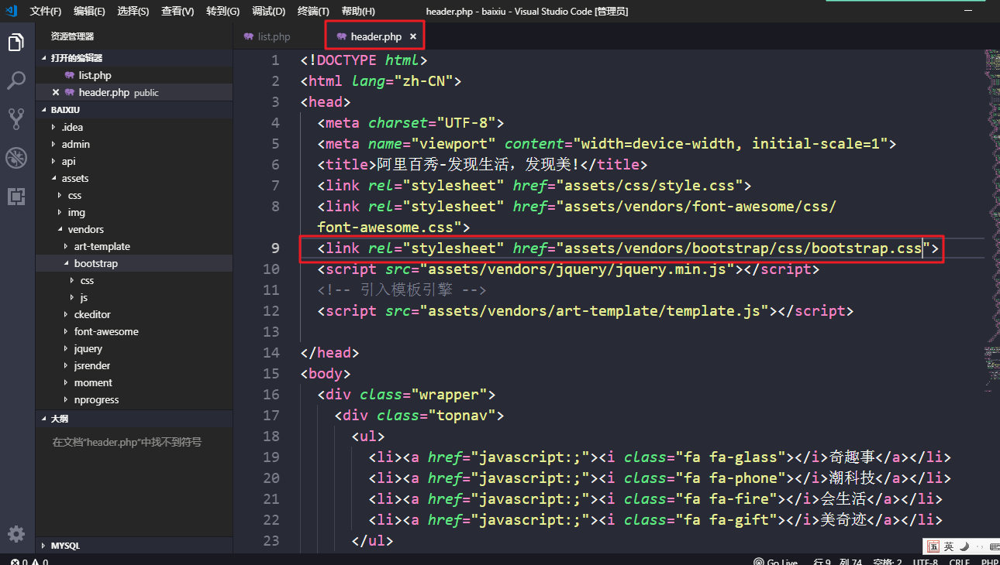 文件(F) 编辑(E) 选择(S) 查看(V) 转到(G) 调试(D) 终端(T) 帮助(H) header.php - baixiu - Visual Studio Code [管理员]
资源管理器
打开的编辑器
list.php
header.php public
BAIXIU
.idea
admin
api
assets
css
img
vendors
art-template
bootstrap
css
js
ckeditor
font-awesome
jquery
jsrender
moment
nprogress
大纲
在文档"header.php"中找不到符号
MYSQL
list.php header.php
1 <!DOCTYPE html>
2 <html lang="zh-CN">
3 <head>
4 <meta charset="UTF-8">
5 <meta name="viewport" content="width=device-width, initial-scale=1">
6 <title>阿里百秀-发现生活，发现美!</title>
7 <link rel="stylesheet" href="assets/css/style.css">
8 <link rel="stylesheet" href="assets/vendors/font-awesome/css/
font-awesome.css">
9 <link rel="stylesheet" href="assets/vendors/bootstrap/css/bootstrap.css">
10 <script src="assets/vendors/jquery/jquery.min.js"></script>
11 <!-- 引入模板引擎 -->
12 <script src="assets/vendors/art-template/template.js"></script>
13
14 </head>
15 <body>
16 <div class="wrapper">
17 <div class="topnav">
18 <ul>
19 <li><a href="javascript:;"><i class="fa fa-glass"></i>奇趣事</a></li>
20 <li><a href="javascript:;"><i class="fa fa-phone"></i>潮科技</a></li>
21 <li><a href="javascript:;"><i class="fa fa-fire"></i>会生活</a></li>
22 <li><a href="javascript:;"><i class="fa fa-gift"></i>美奇迹</a></li>
23 </ul>
五 英
0 0 Go Live 行 9，列 74 空格: 2 UTF-8 CRLF PHP